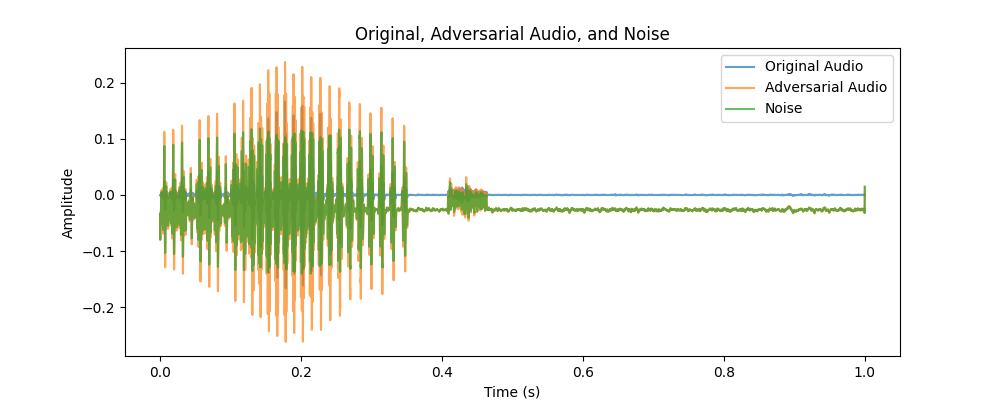 Original, Adversarial Audio, and Noise
Original Audio
Adversarial Audio
Noise
Amplitude
0.2
0.1
0.0
−0.1
−0.2
0.0 0.2 0.4 0.6 0.8 1.0
Time (s)